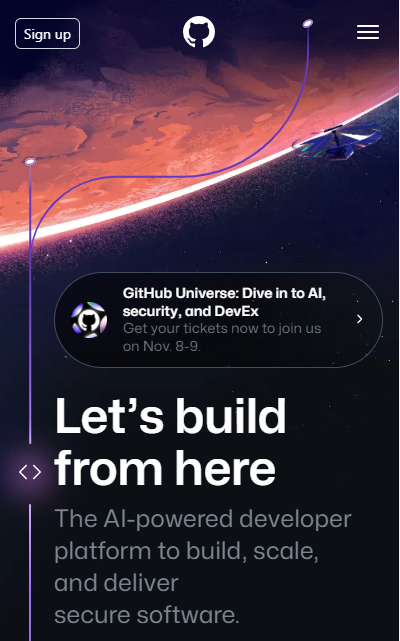 Sign up
GitHub Universe: Dive in to AI,
security, and DevEx
Get your tickets now to join us
on Nov. 8-9.
Let’s build
from here
The AI-powered developer
platform to build, scale,
and deliver
secure software.